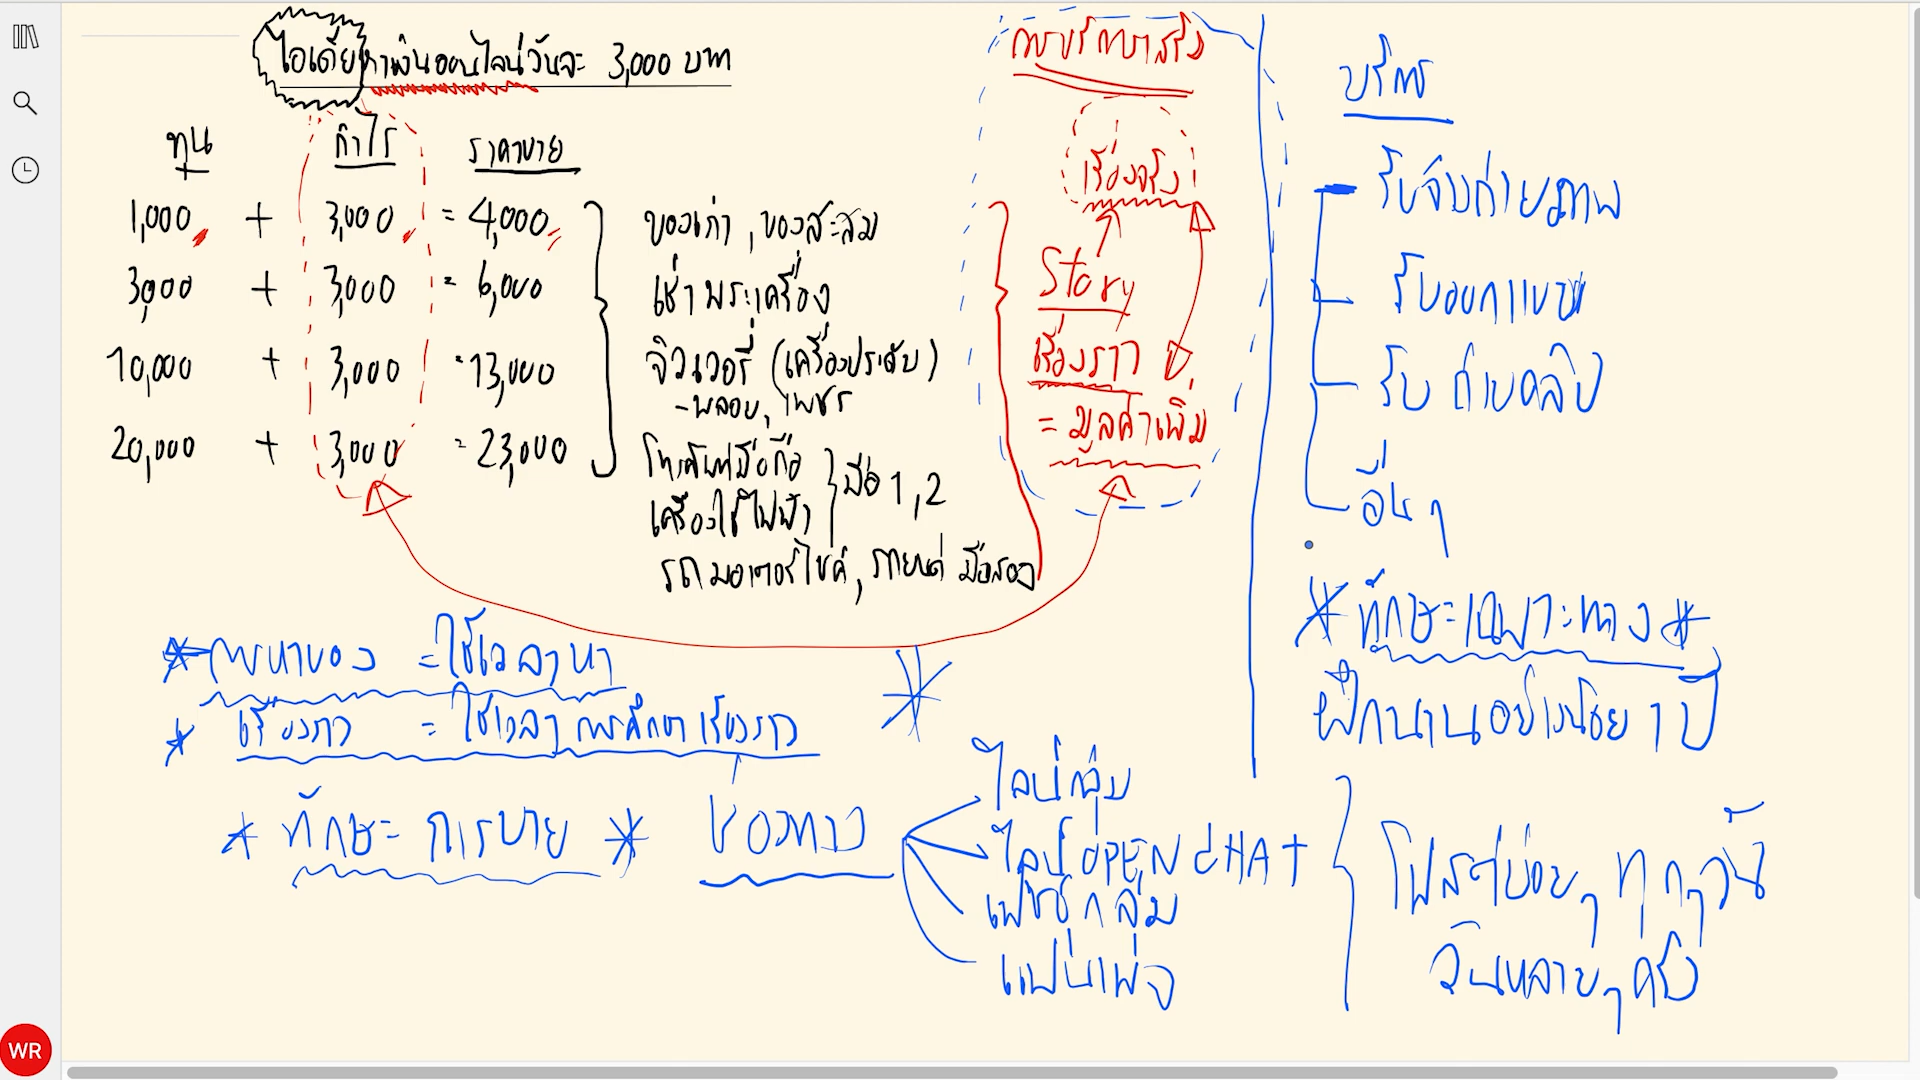 ไอเดียหาเงินออนไลน์วันละ 3,000 บาท
ทุน กำไร ราคาขาย
1,000 + 3,000 = 4,000
3,000 + 3,000 = 6,000
10,000 + 3,000 = 13,000
20,000 + 3,000 = 23,000
ของเก่า, ของสะสม
เช่าพระเครื่อง
จิวเวอรี่ (เครื่องประดับ)
- พลอย, เพชร
โทรศัพท์มือถือ
เครื่องใช้ไฟฟ้า
มือ 1, 2
รถมอเตอร์ไซค์, รถยนต์ มือสอง
เรื่องจริง
Story
เรื่องราว
= มูลค่าเพิ่ม
บริการ
รับจ้างถ่ายภาพ
รับออกแบบ
รับ ถ่ายคลิป
อื่นๆ
* ทักษะเฉพาะทาง *
ฝึกนานอย่างน้อย 1 ปี
* การหาของ = ใช้เวลาหา
* เรื่องราว = ใช้เวลา การศึกษา เรื่องราว
* ทักษะ การขาย * ช่องทาง
ไลน์กลุ่ม
ไลน์ OPEN CHAT
เฟซบุ๊กกลุ่ม
แฟนเพจ
โพสต์บ่อยๆ ทุกๆวัน
วันหลายๆครั้ง
WR